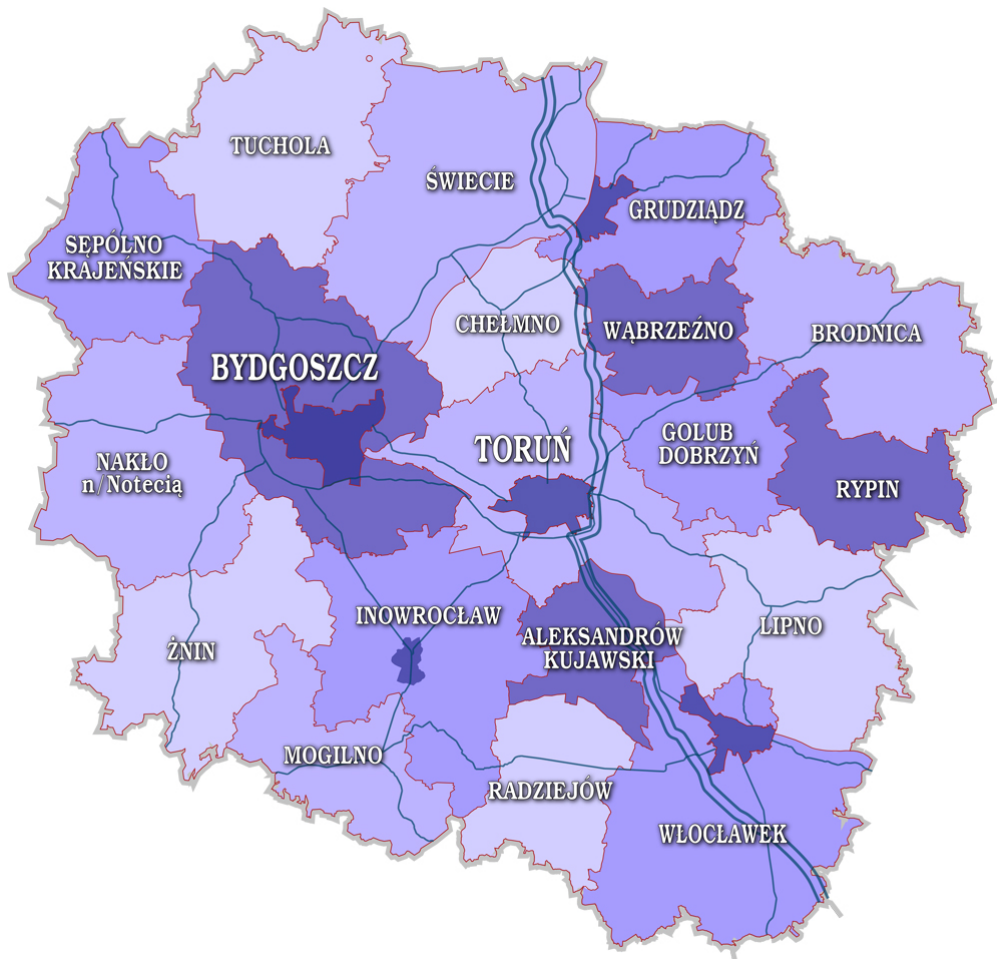 TUCHOLA
ŚWIECIE
GRUDZIĄDZ
SĘPÓLNO
KRAJEŃSKIE
CHEŁMNO
WĄBRZEŹNO
BRODNICA
BYDGOSZCZ
TORUŃ
GOLUB
DOBRZYŃ
NAKŁO
n/Notecią
RYPIN
INOWROCŁAW
ALEKSANDRÓW
KUJAWSKI
LIPNO
ŻNIN
MOGILNO
RADZIEJÓW
WŁOCŁAWEK